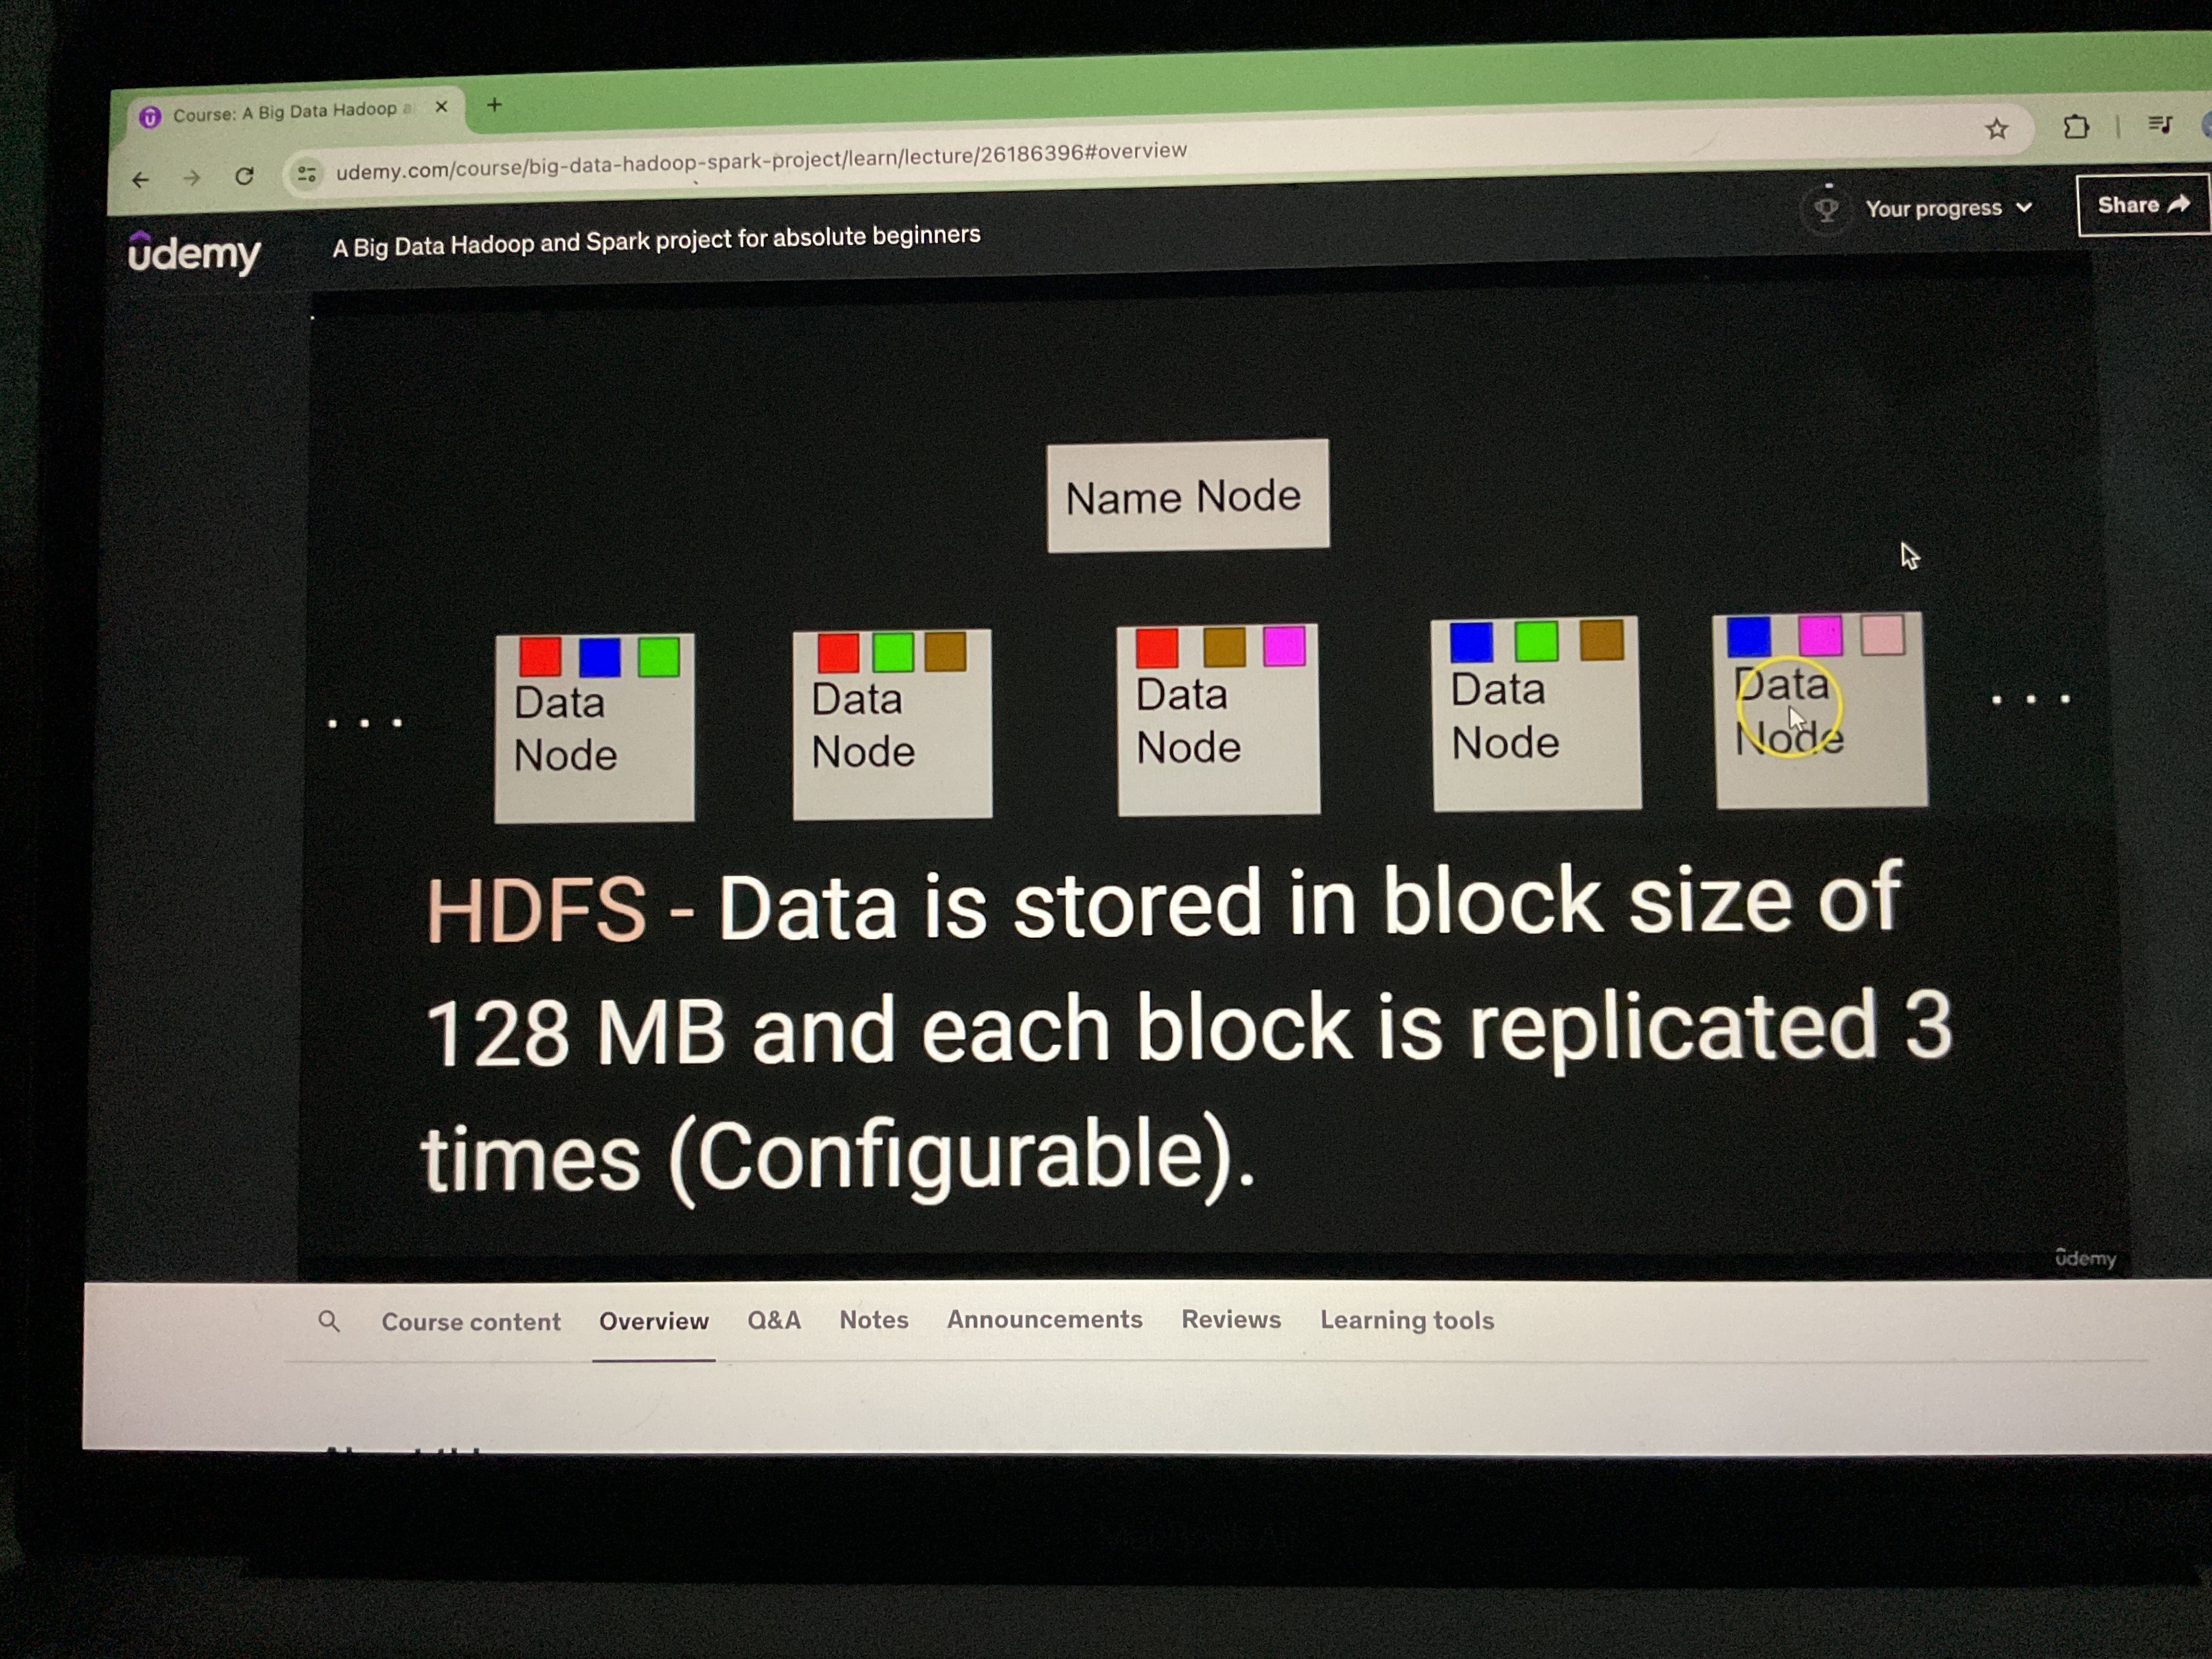 Course: A Big Data Hadoop a
udemy.com/course/big-data-hadoop-spark-project/learn/lecture/26186396#overview
udemy
A Big Data Hadoop and Spark project for absolute beginners
Your progress
Share
Name Node
Data
Node
Data
Node
Data
Node
Data
Node
Data
Node
HDFS - Data is stored in block size of
128 MB and each block is replicated 3
times (Configurable).
udemy
Course content
Overview
Q&A
Notes
Announcements
Reviews
Learning tools